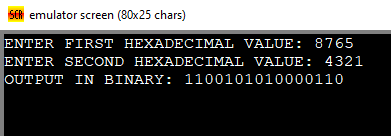 emulator screen (80x25 chars)
ENTER FIRST HEXADECIMAL VALUE: 8765
ENTER SECOND HEXADECIMAL VALUE: 4321
OUTPUT IN BINARY: 1100101010000110